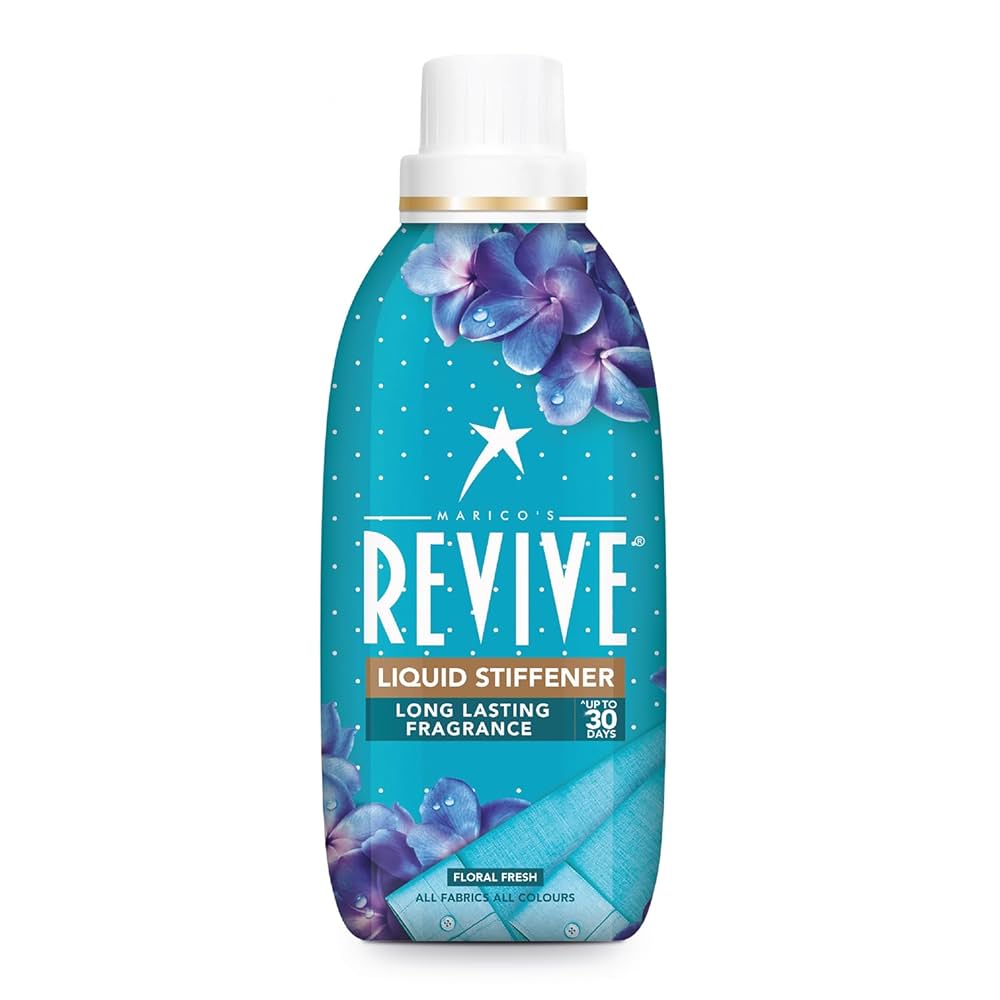 MARICO'S
REVIVE®
LIQUID STIFFENER
LONG LASTING
FRAGRANCE
^UP TO
30
DAYS
FLORAL FRESH
ALL FABRICS ALL COLOURS